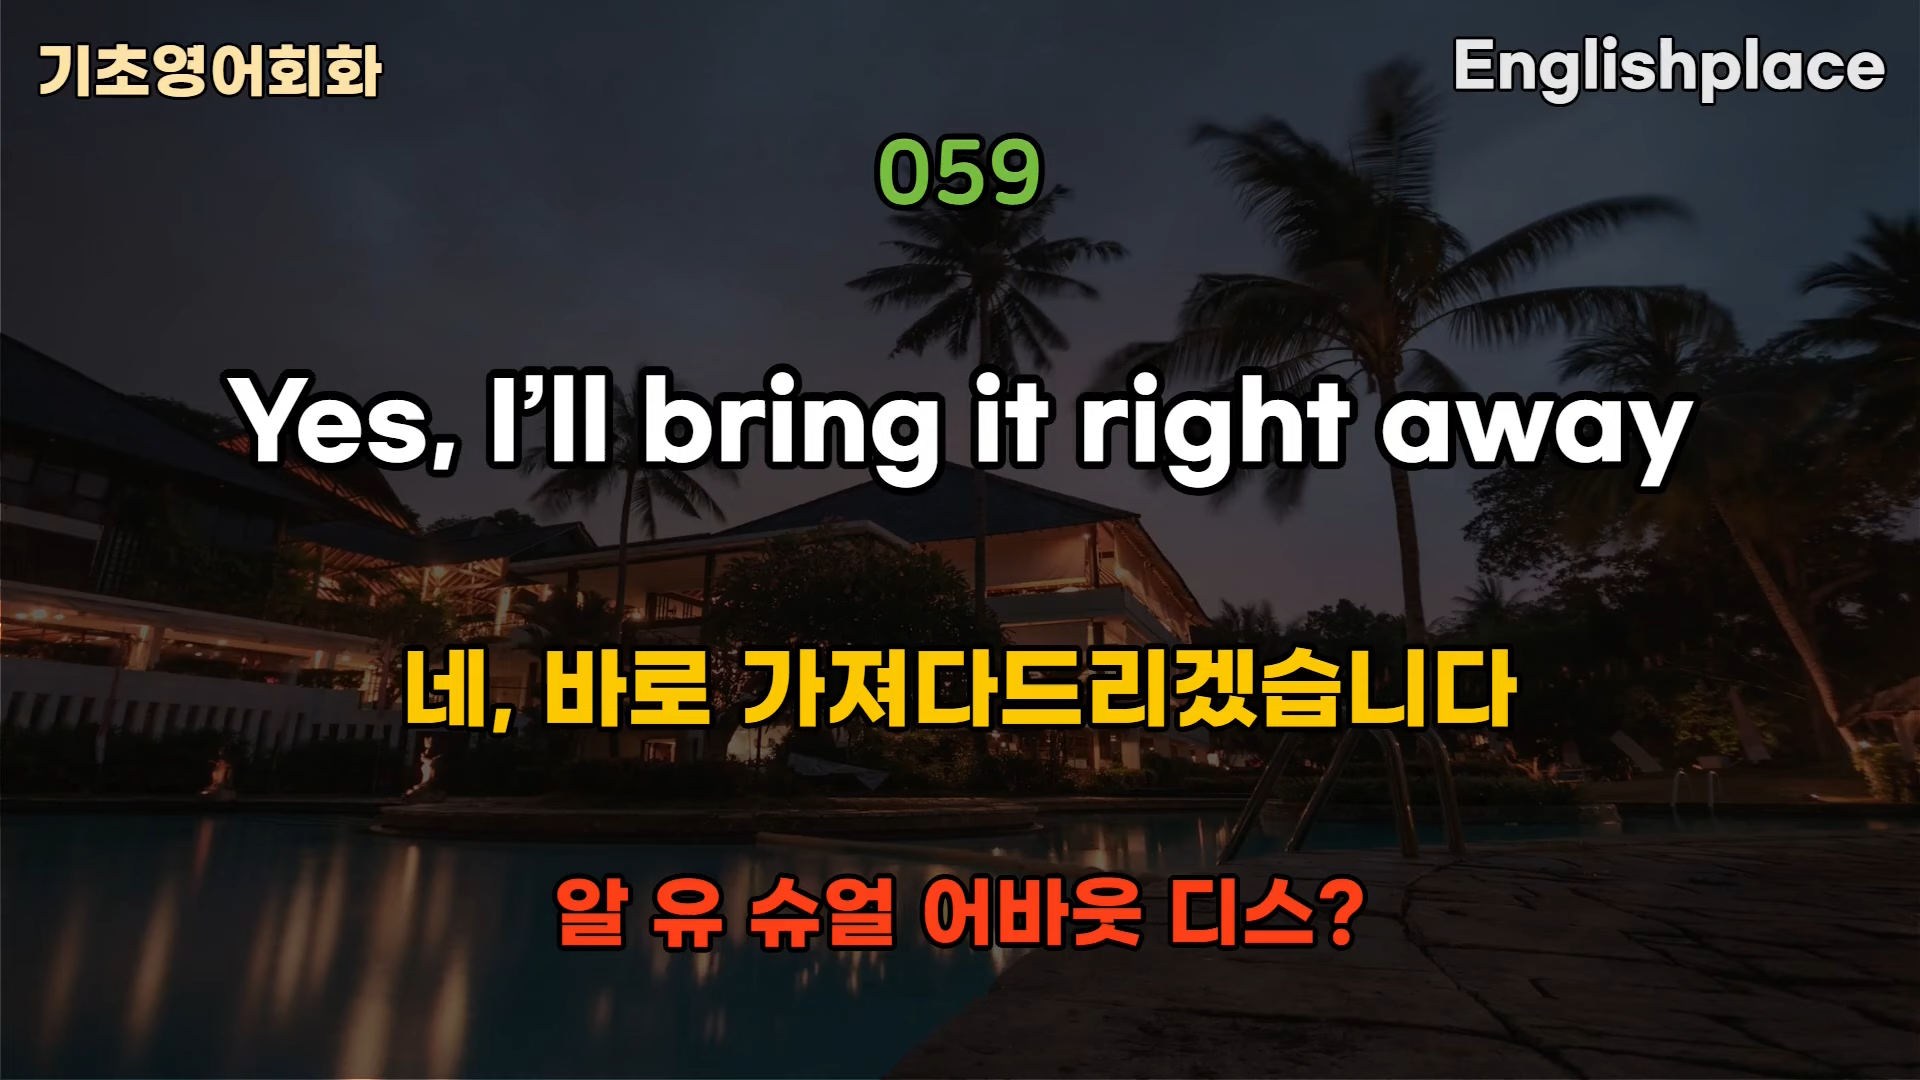 기초영어회화
Englishplace
059
Yes, I’ll bring it right away
네, 바로 가져다드리겠습니다
알 유 슈얼 어바웃 디스?